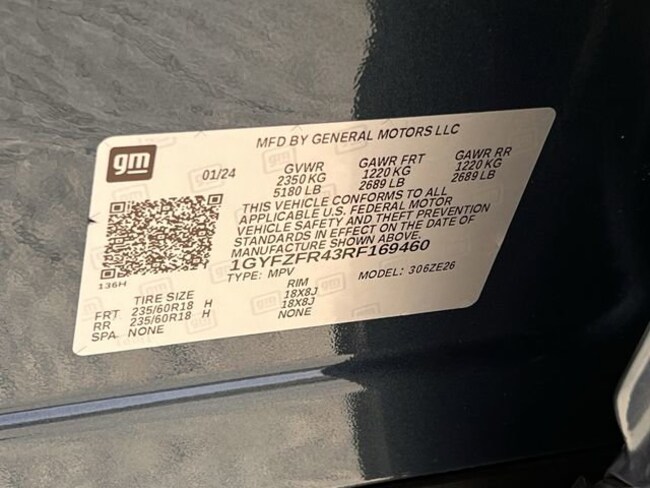 MFD BY GENERAL MOTORS LLC
gm
01/24
GVWR
2350 KG
5180 LB
GAWR FRT
1220 KG
2689 LB
GAWR RR
1220 KG
2689 LB
THIS VEHICLE CONFORMS TO ALL
APPLICABLE U.S. FEDERAL MOTOR
VEHICLE SAFETY AND THEFT PREVENTION
STANDARDS IN EFFECT ON THE DATE OF
MANUFACTURE SHOWN ABOVE.
1GYFZFR43RF169460
TYPE: MPV
MODEL: 306ZE26
136H
TIRE SIZE
RIM
FRT 235/60R18 H 18X8J
RR 235/60R18 H 18X8J
SPA NONE NONE